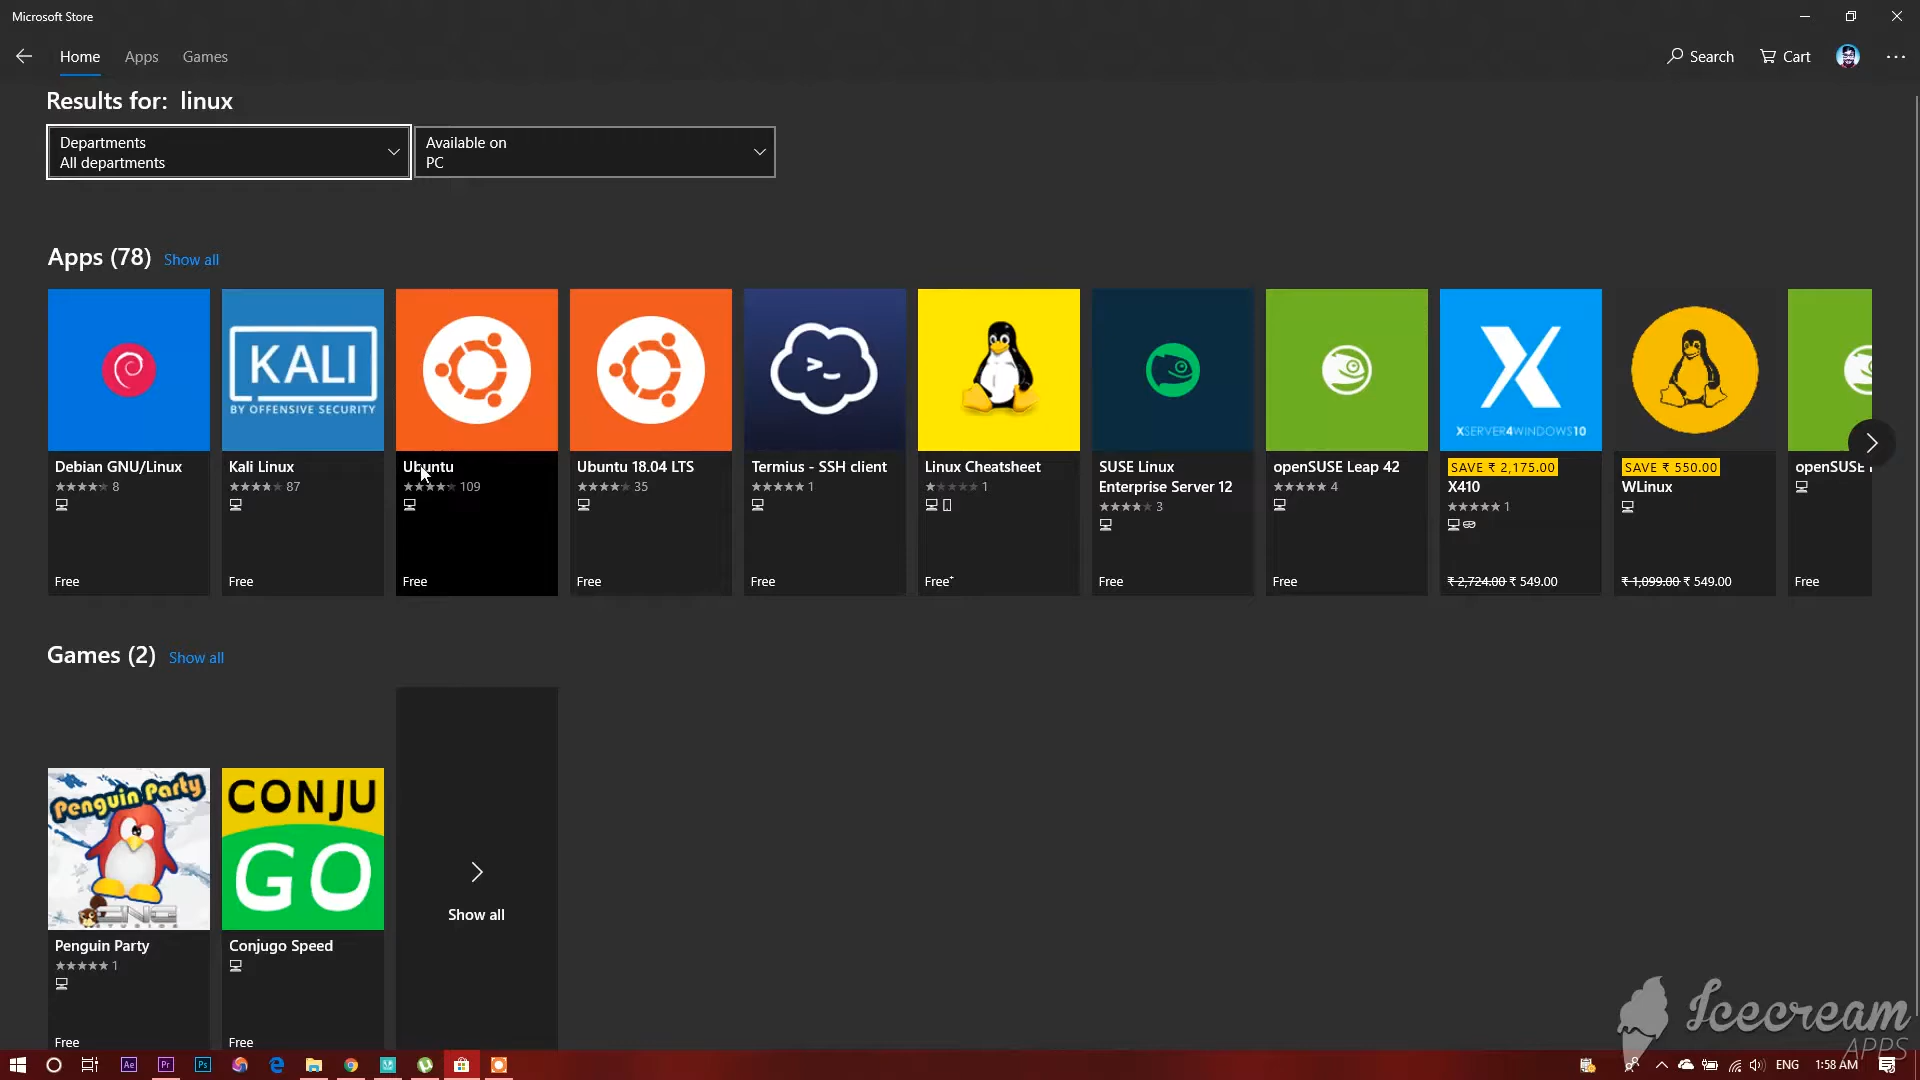 Microsoft Store
Home Apps Games
Search Cart
Results for: linux
Departments
All departments
Available on
PC
Apps (78) Show all
KALI
BY OFFENSIVE SECURITY
X
XSERVER4WINDOWS10
Debian GNU/Linux
8
Free
Kali Linux
87
Free
Ubuntu
109
Free
Ubuntu 18.04 LTS
35
Free
Termius - SSH client
1
Free
Linux Cheatsheet
1
Free+
SUSE Linux
Enterprise Server 12
3
Free
openSUSE Leap 42
4
Free
SAVE ₹ 2,175.00
X410
1
₹ 2,724.00 ₹ 549.00
SAVE ₹ 550.00
WLinux
₹ 1,099.00 ₹ 549.00
openSUSE
Free
Games (2) Show all
Penguin Party
Penguin Party
1
Free
CONJU
GO
Conjugo Speed
Free
Show all
Icecream
APPS
Ae Pr Ps
ENG 1:58 AM